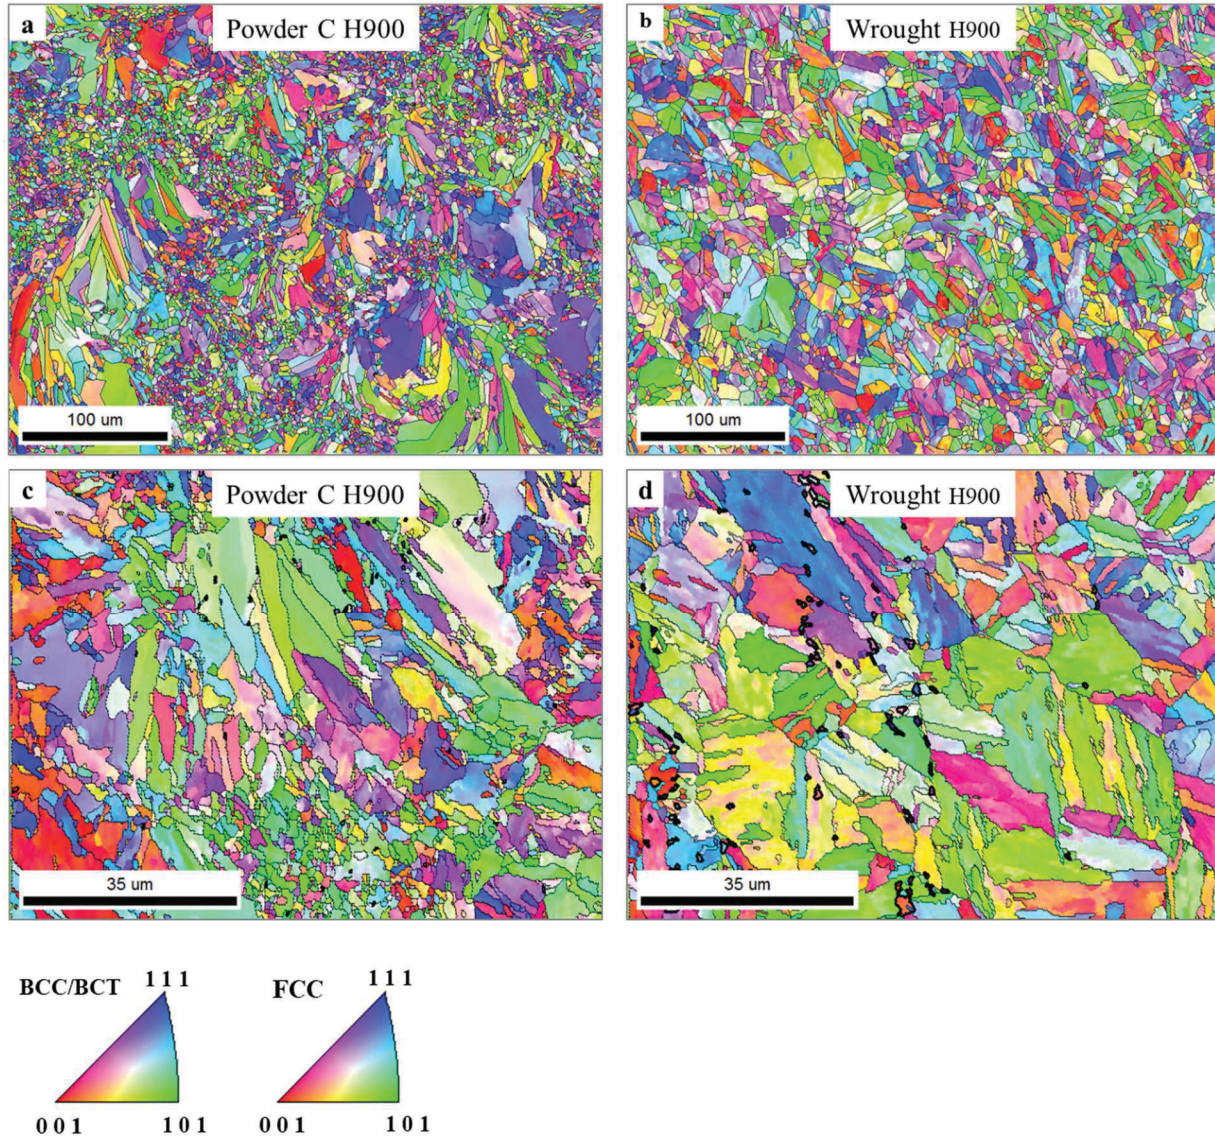 a
Powder C H900
100 um
b
Wrought H900
100 um
c
Powder C H900
35 um
d
Wrought H900
35 um
BCC/BCT
1 1 1
0 0 1
1 0 1
FCC
1 1 1
0 0 1
1 0 1